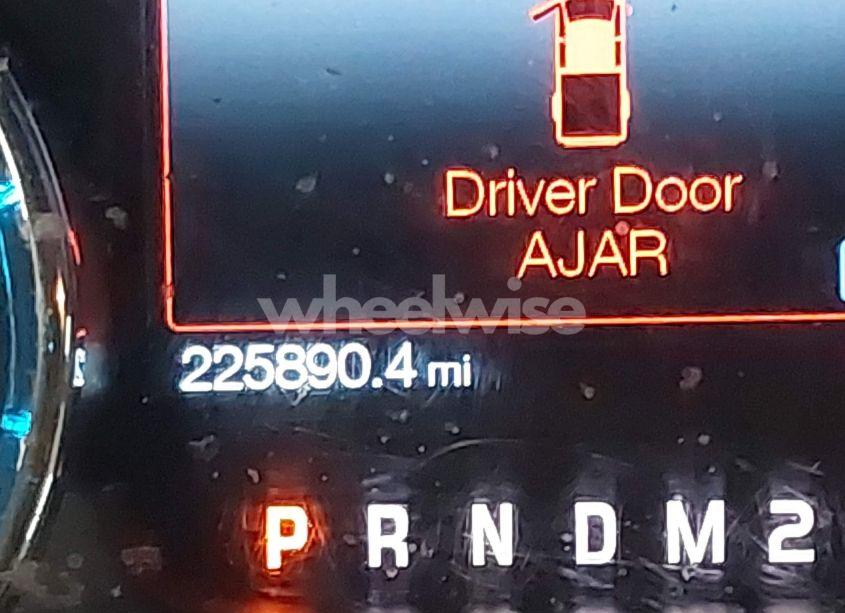 Driver Door
AJAR
wheelwise
225890.4 mi
P R N D M 2